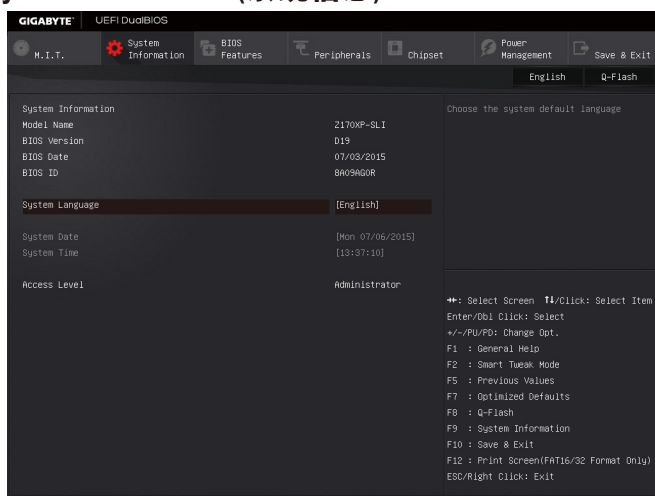 GIGABYTE™ UEFI DualBIOS
M.I.T.
System Information
BIOS Features
Peripherals
Chipset
Power Management
Save & Exit
English Q-Flash
System Information
Model Name Z170XP-SLI
BIOS Version D19
BIOS Date 07/03/2015
BIOS ID 8A09AG0R
System Language [English]
System Date [Mon 07/06/2015]
System Time [13:37:10]
Access Level Administrator
Choose the system default language
→←: Select Screen ↑↓/Click: Select Item
Enter/Dbl Click: Select
+/-/PU/PD: Change Opt.
F1 : General Help
F2 : Smart Tweak Mode
F5 : Previous Values
F7 : Optimized Defaults
F8 : Q-Flash
F9 : System Information
F10 : Save & Exit
F12 : Print Screen(FAT16/32 Format Only)
ESC/Right Click: Exit